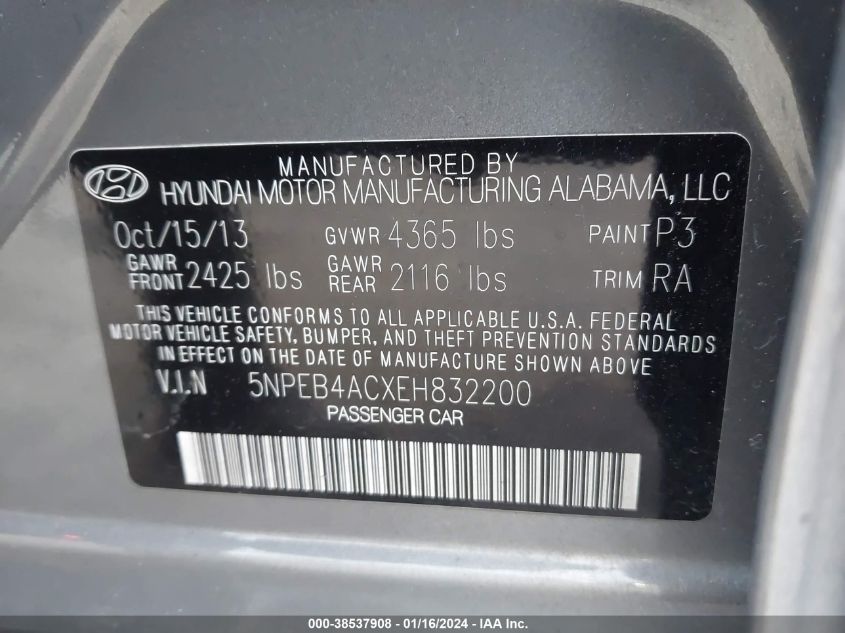 MANUFACTURED BY
HYUNDAI MOTOR MANUFACTURING ALABAMA, LLC
Oct/15/13 GVWR 4365 lbs PAINT P3
GAWR FRONT 2425 lbs GAWR REAR 2116 lbs TRIM RA
THIS VEHICLE CONFORMS TO ALL APPLICABLE U.S.A. FEDERAL
MOTOR VEHICLE SAFETY, BUMPER, AND THEFT PREVENTION STANDARDS
IN EFFECT ON THE DATE OF MANUFACTURE SHOWN ABOVE
V.I.N 5NPEB4ACXEH832200
PASSENGER CAR
000-38537908 - 01/16/2024 - IAA Inc.